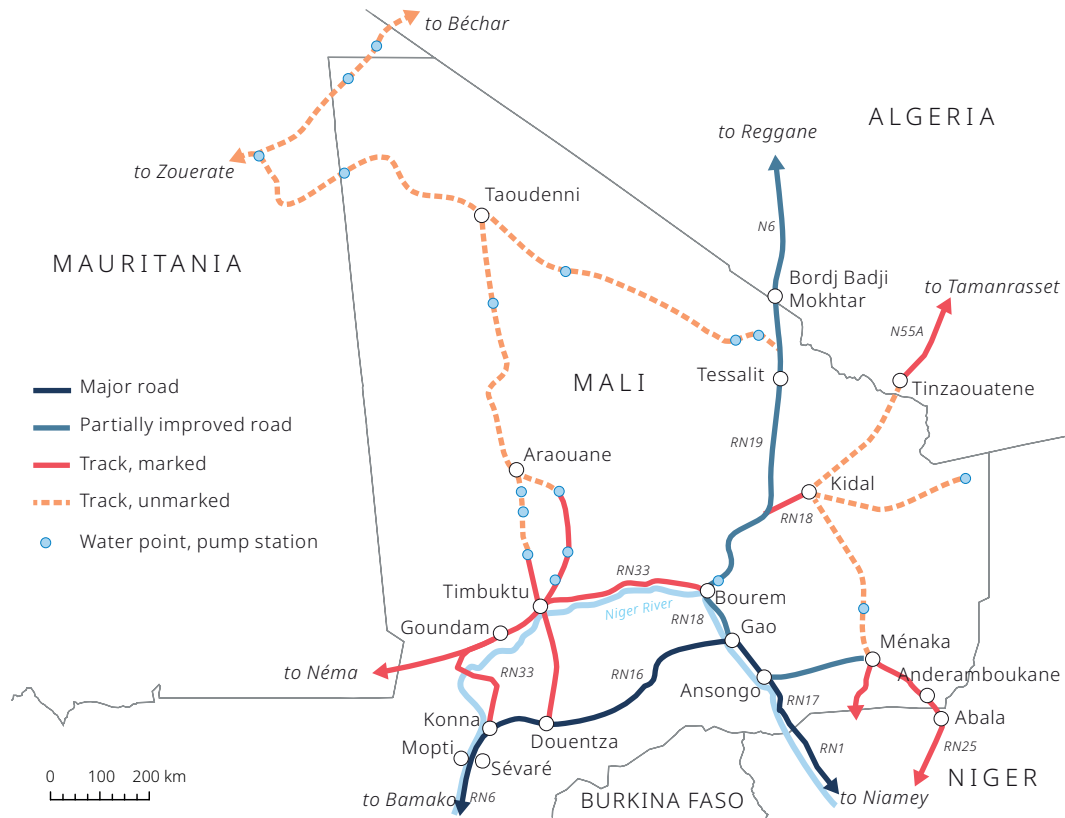 to Béchar
ALGERIA
to Reggane
to Zouerate
Taoudenni
N6
MAURITANIA
Bordj Badji
Mokhtar
to Tamanrasset
N55A
Major road
MALI
Tessalit
Tinzaouatene
Partially improved road
RN19
Track, marked
Araouane
Track, unmarked
Kidal
RN18
Water point, pump station
RN33
Timbuktu
Niger River
Bourem
RN18
Goundam
Gao
Ménaka
to Néma
RN33
RN16
Anderamboukane
Ansongo
RN17
Konna
Abala
Mopti
Douentza
RN1
RN25
Sévaré
0 100 200 km
NIGER
to Bamako
RN6
BURKINA FASO
to Niamey